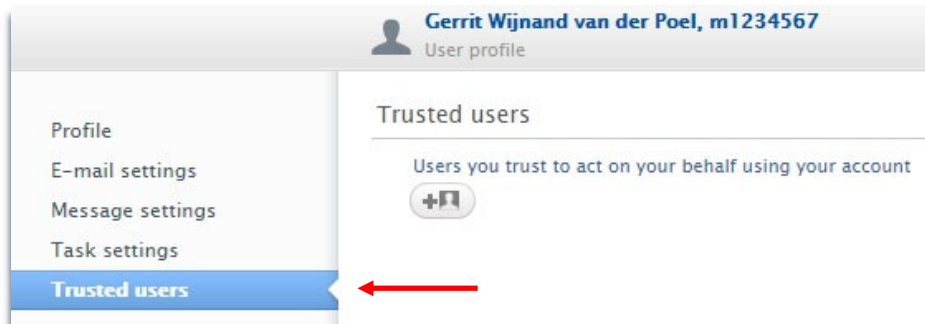 Gerrit Wijnand van der Poel, m1234567
User profile
Profile
E-mail settings
Message settings
Task settings
Trusted users
Trusted users
Users you trust to act on your behalf using your account